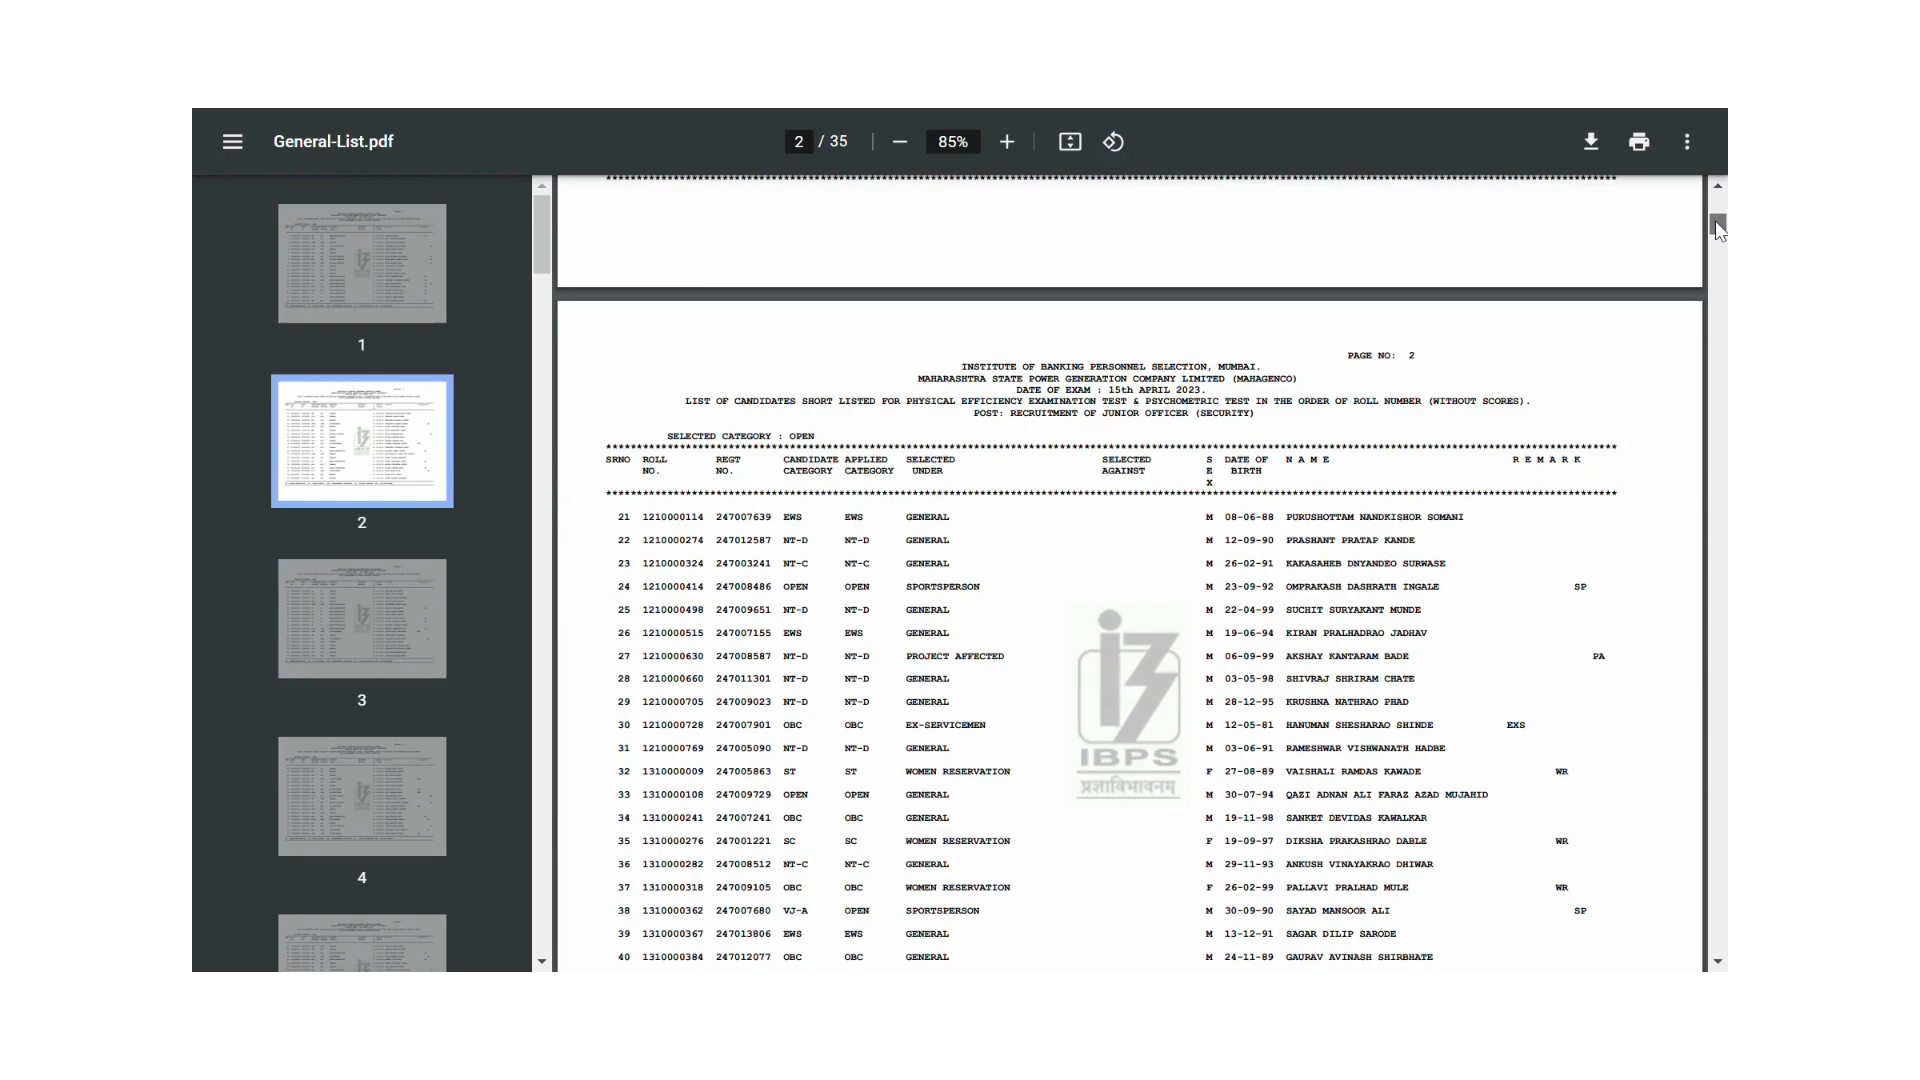 General-List.pdf
2 / 35
85%
1
2
3
4
PAGE NO: 2
INSTITUTE OF BANKING PERSONNEL SELECTION, MUMBAI.
MAHARASHTRA STATE POWER GENERATION COMPANY LIMITED (MAHAGENCO)
DATE OF EXAM : 15th APRIL 2023.
LIST OF CANDIDATES SHORT LISTED FOR PHYSICAL EFFICIENCY EXAMINATION TEST & PSYCHOMETRIC TEST IN THE ORDER OF ROLL NUMBER (WITHOUT SCORES).
POST: RECRUITMENT OF JUNIOR OFFICER (SECURITY)
SELECTED CATEGORY : OPEN
SRNO ROLL REGT CANDIDATE APPLIED SELECTED SELECTED S DATE OF N A M E R E M A R K
NO. NO. CATEGORY CATEGORY UNDER AGAINST E BIRTH
X
21 1210000114 247007639 EWS EWS GENERAL M 08-06-88 PURUSHOTTAM NANDKISHOR SOMANI
22 1210000274 247012587 NT-D NT-D GENERAL M 12-09-90 PRASHANT PRATAP KANDE
23 1210000324 247003241 NT-C NT-C GENERAL M 26-02-91 KAKASAHEB DNYANDEO SURWASE
24 1210000414 247008486 OPEN OPEN SPORTSPERSON M 23-09-92 OMPRAKASH DASHRATH INGALE SP
25 1210000498 247009651 NT-D NT-D GENERAL M 22-04-99 SUCHIT SURYAKANT MUNDE
26 1210000515 247007155 EWS EWS GENERAL M 19-06-94 KIRAN PRALHADRAO JADHAV
27 1210000630 247008587 NT-D NT-D PROJECT AFFECTED M 06-09-99 AKSHAY KANTARAM BADE PA
28 1210000660 247011301 NT-D NT-D GENERAL M 03-05-98 SHIVRAJ SHRIRAM CHATE
29 1210000705 247009023 NT-D NT-D GENERAL M 28-12-95 KRUSHNA NATHRAO PHAD
30 1210000728 247007901 OBC OBC EX-SERVICEMEN M 12-05-81 HANUMAN SHESHARAO SHINDE EXS
31 1210000769 247005090 NT-D NT-D GENERAL M 03-06-91 RAMESHWAR VISHWANATH HADBE
32 1310000009 247005863 ST ST WOMEN RESERVATION F 27-08-89 VAISHALI RAMDAS KAWADE WR
33 1310000108 247009729 OPEN OPEN GENERAL M 30-07-94 QAZI ADNAN ALI FARAZ AZAD MUJAHID
34 1310000241 247007241 OBC OBC GENERAL M 19-11-98 SANKET DEVIDAS KAWALKAR
35 1310000276 247001221 SC SC WOMEN RESERVATION F 19-09-97 DIKSHA PRAKASHRAO DABLE WR
36 1310000282 247008512 NT-C NT-C GENERAL M 29-11-93 ANKUSH VINAYAKRAO DHIWAR
37 1310000318 247009105 OBC OBC WOMEN RESERVATION F 26-02-99 PALLAVI PRALHAD MULE WR
38 1310000362 247007680 VJ-A OPEN SPORTSPERSON M 30-09-90 SAYAD MANSOOR ALI SP
39 1310000367 247013806 EWS EWS GENERAL M 13-12-91 SAGAR DILIP SARODE
40 1310000384 247012077 OBC OBC GENERAL M 24-11-89 GAURAV AVINASH SHIRBHATE
IBPS
प्रज्ञाविभावनम्